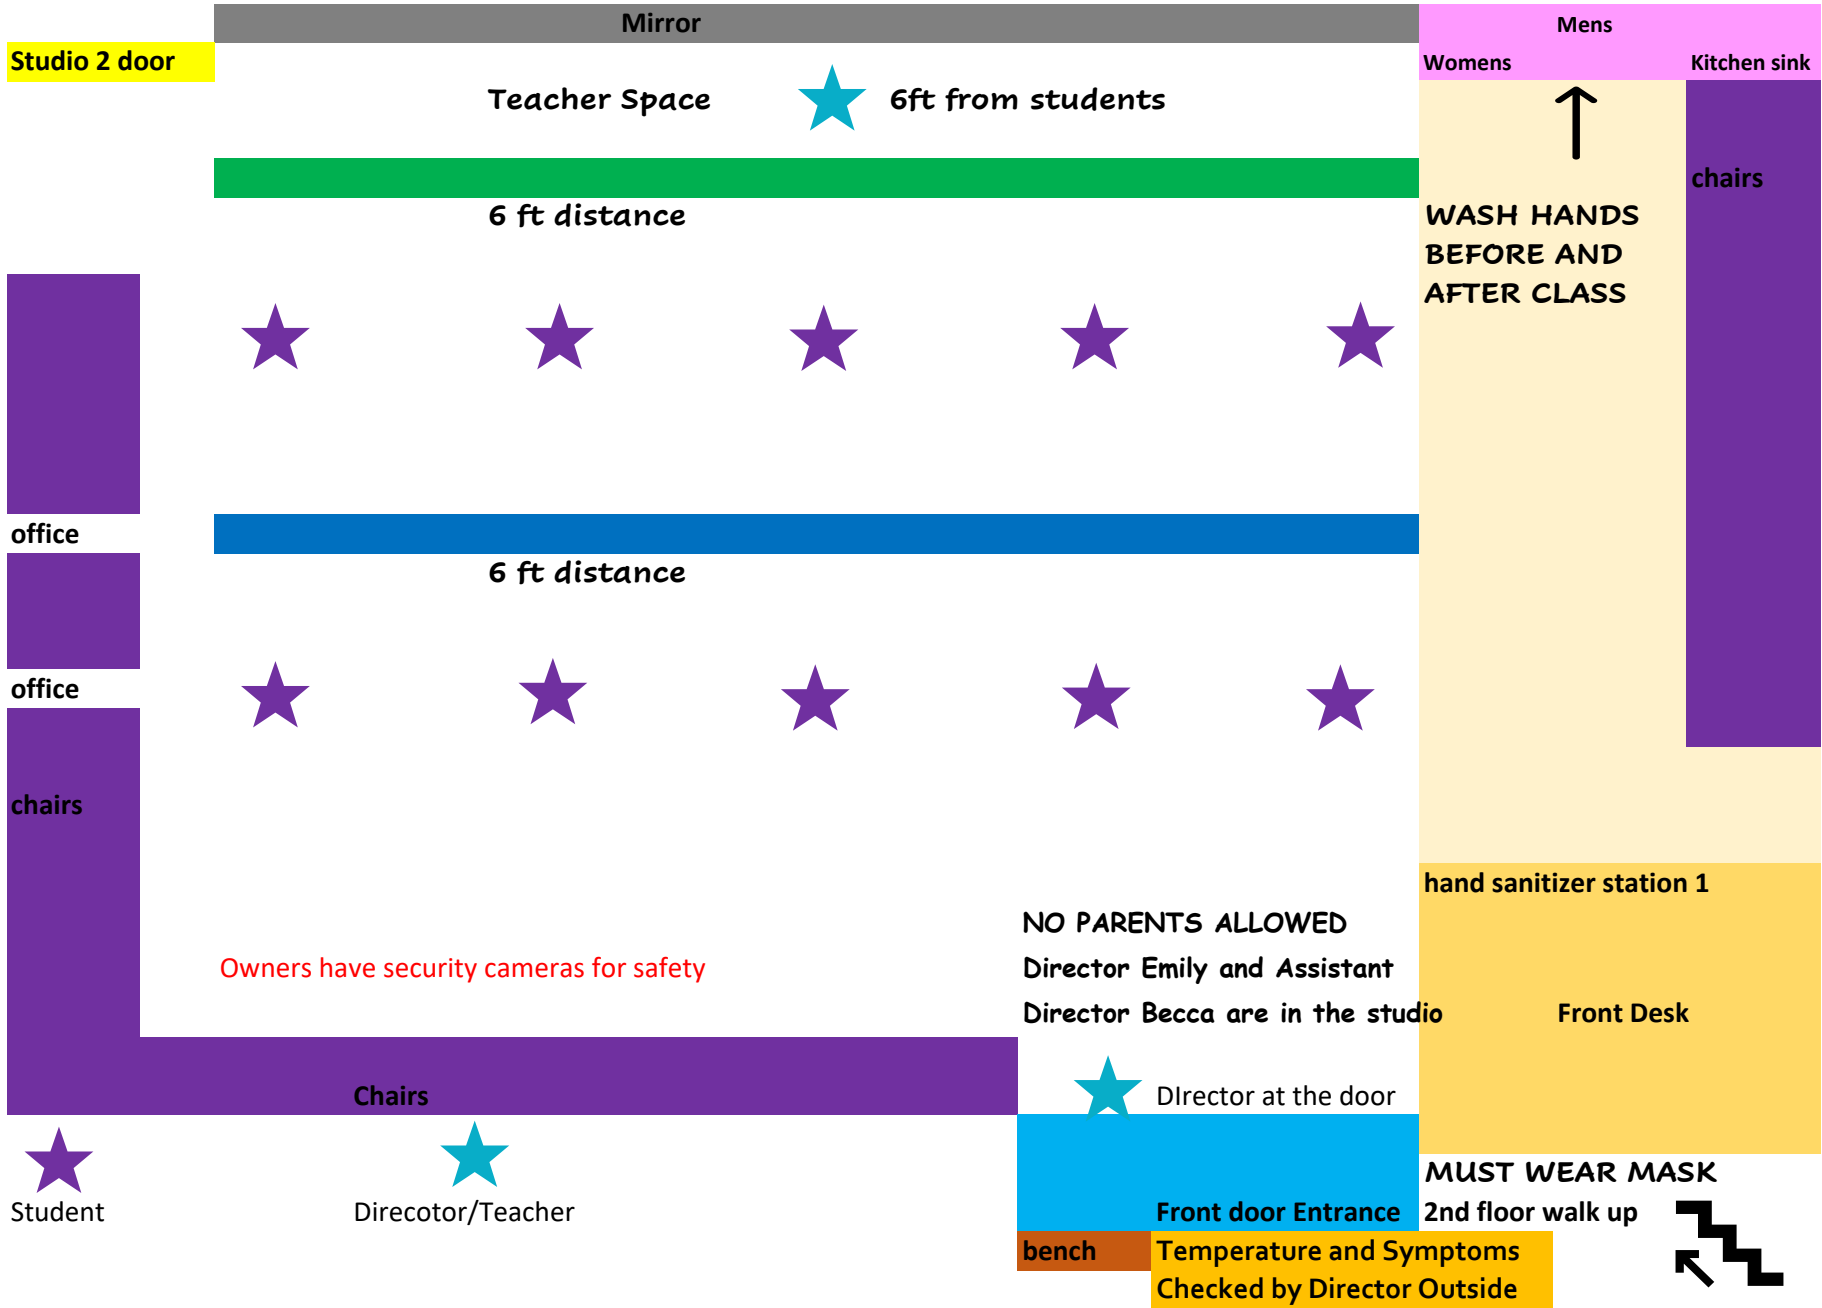 Mirror
Mens
Studio 2 door
Womens
Kitchen sink
Teacher Space
6ft from students
chairs
6 ft distance
WASH HANDS
BEFORE AND
AFTER CLASS
office
6 ft distance
office
chairs
hand sanitizer station 1
NO PARENTS ALLOWED
Owners have security cameras for safety
Director Emily and Assistant
Director Becca are in the studio
Front Desk
Chairs
DIrector at the door
MUST WEAR MASK
Student
Direcotor/Teacher
Front door Entrance
2nd floor walk up
bench
Temperature and Symptoms
Checked by Director Outside